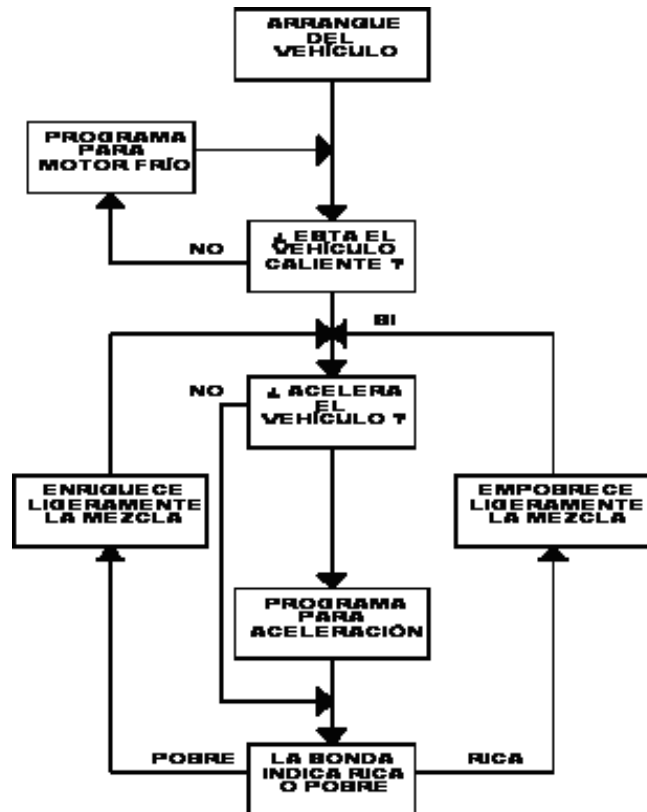 ARRANQUE
DEL
VEHÍCULO
PROGRAMA
PARA
MOTOR FRÍO
NO
¿ ESTA EL
VEHÍCULO
CALIENTE ?
SI
NO
¿ ACELERA
EL
VEHÍCULO ?
ENRIQUECE
LIGERAMENTE
LA MEZCLA
EMPOBRECE
LIGERAMENTE
LA MEZCLA
PROGRAMA
PARA
ACELERACIÓN
POBRE
LA SONDA
INDICA RICA
O POBRE
RICA